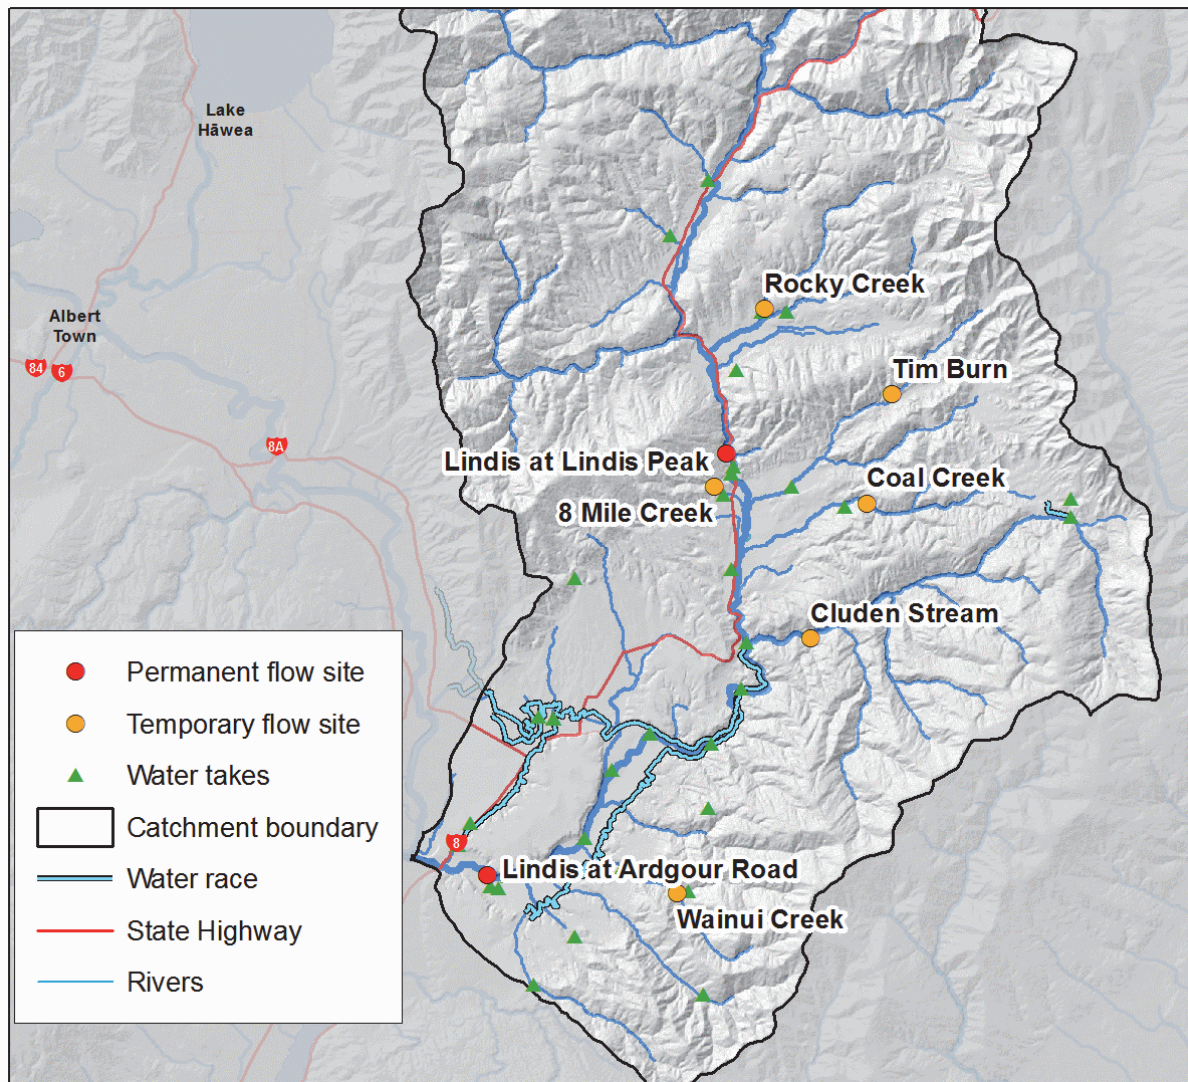 Lake
Hāwea
Rocky Creek
Albert
Town
84
6
Tim Burn
8A
Lindis at Lindis Peak
Coal Creek
8 Mile Creek
Cluden Stream
Permanent flow site
Temporary flow site
Water takes
Catchment boundary
Water race
State Highway
Rivers
8
Lindis at Ardgour Road
Wainui Creek